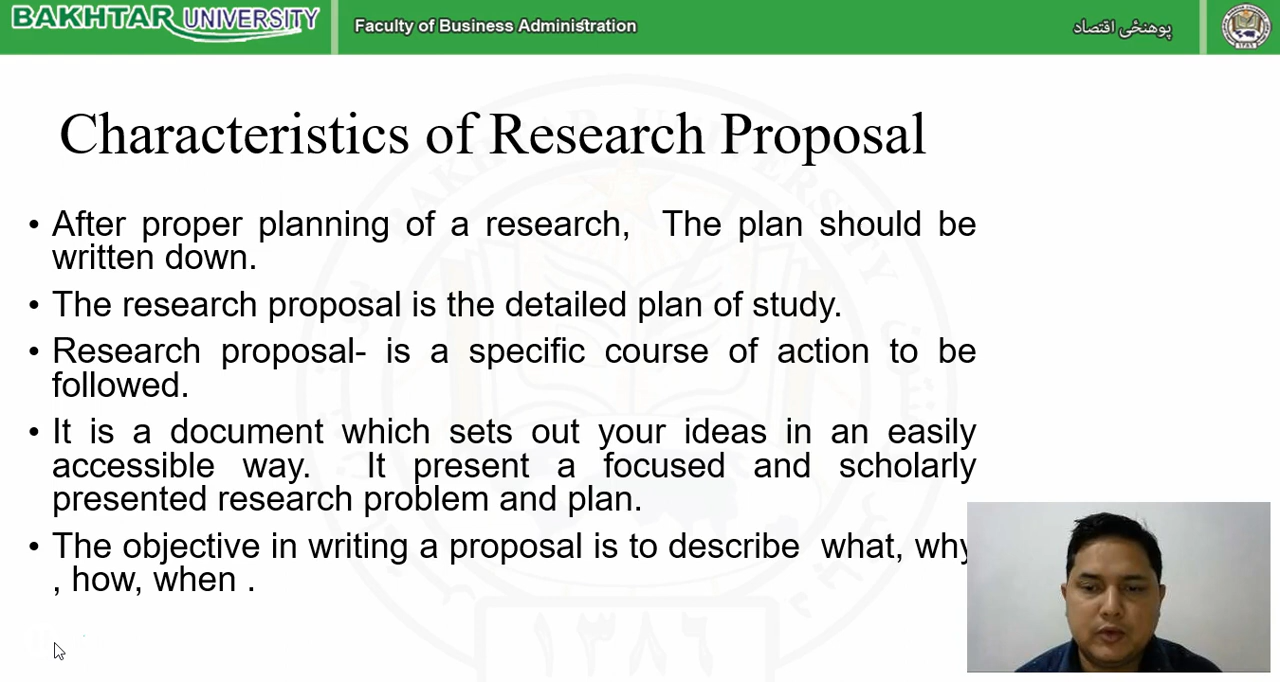 BAKHTAR UNIVERSITY
Faculty of Business Administration
پوهنځی اقتصاد
Characteristics of Research Proposal
• After proper planning of a research, The plan should be
written down.
• The research proposal is the detailed plan of study.
• Research proposal- is a specific course of action to be
followed.
• It is a document which sets out your ideas in an easily
accessible way. It present a focused and scholarly
presented research problem and plan.
• The objective in writing a proposal is to describe what, why
, how, when .
١٣٨٦